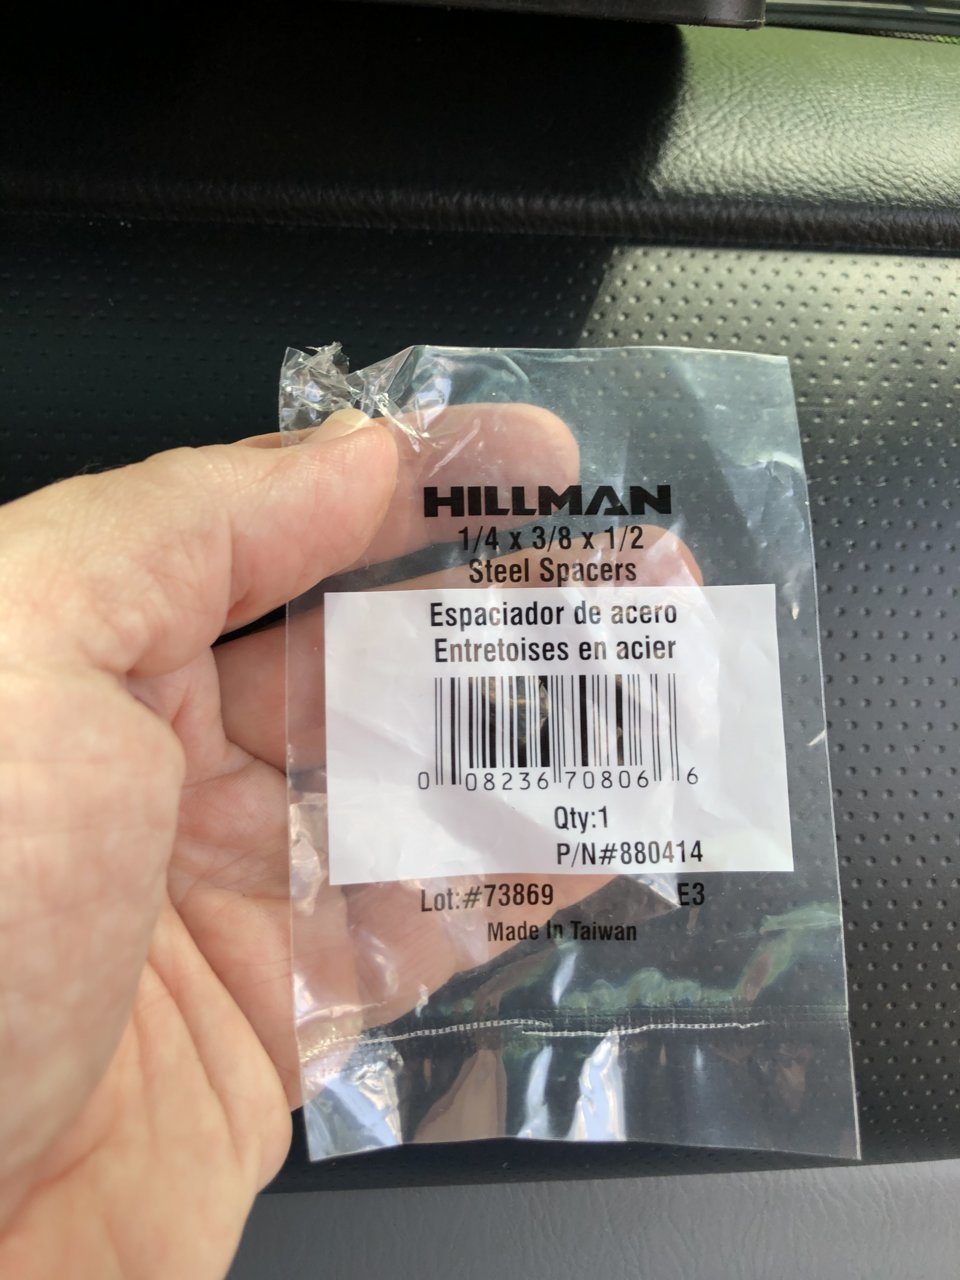 HILLMAN
1/4 x 3/8 x 1/2
Steel Spacers
Espaciador de acero
Entretoises en acier
0 08236 70806 6
Qty:1
P/N#880414
Lot:#73869 E3
Made In Taiwan